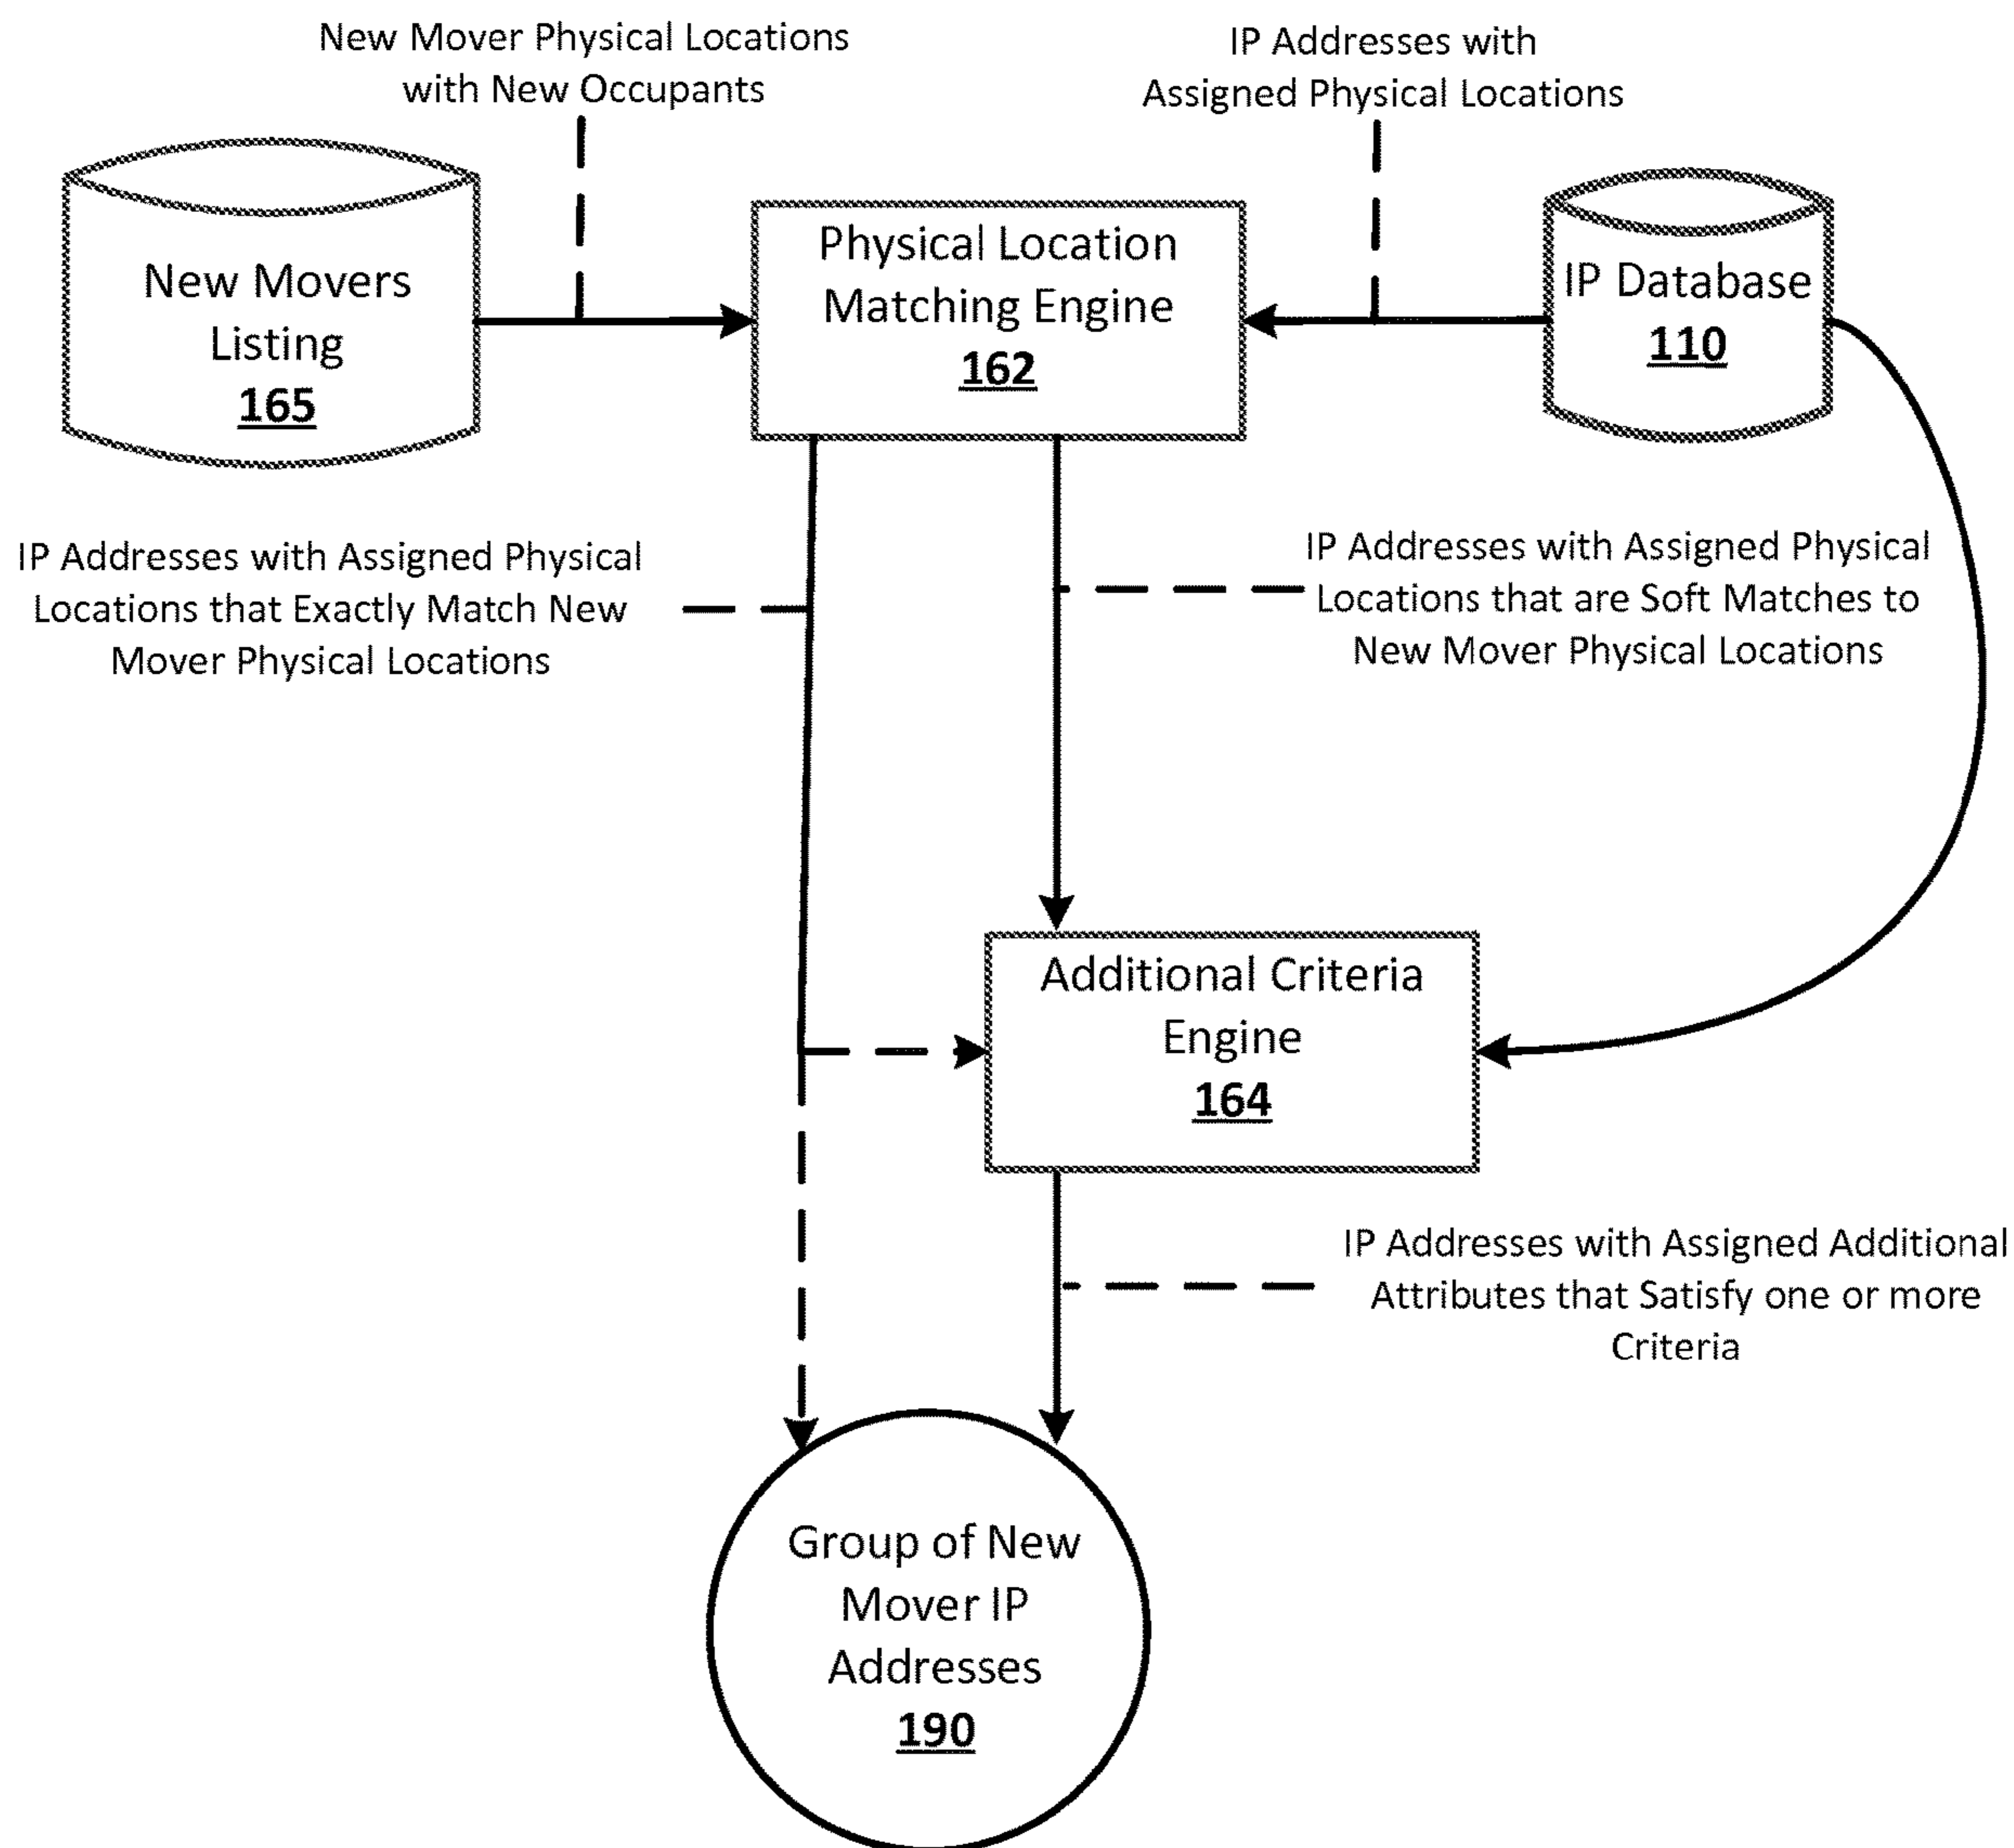 New Mover Physical Locations
with New Occupants
IP Addresses with
Assigned Physical Locations
New Movers
Listing
165
Physical Location
Matching Engine
162
IP Database
110
IP Addresses with Assigned Physical
Locations that Exactly Match New
Mover Physical Locations
IP Addresses with Assigned Physical
Locations that are Soft Matches to
New Mover Physical Locations
Additional Criteria
Engine
164
IP Addresses with Assigned Additional
Attributes that Satisfy one or more
Criteria
Group of New
Mover IP
Addresses
190